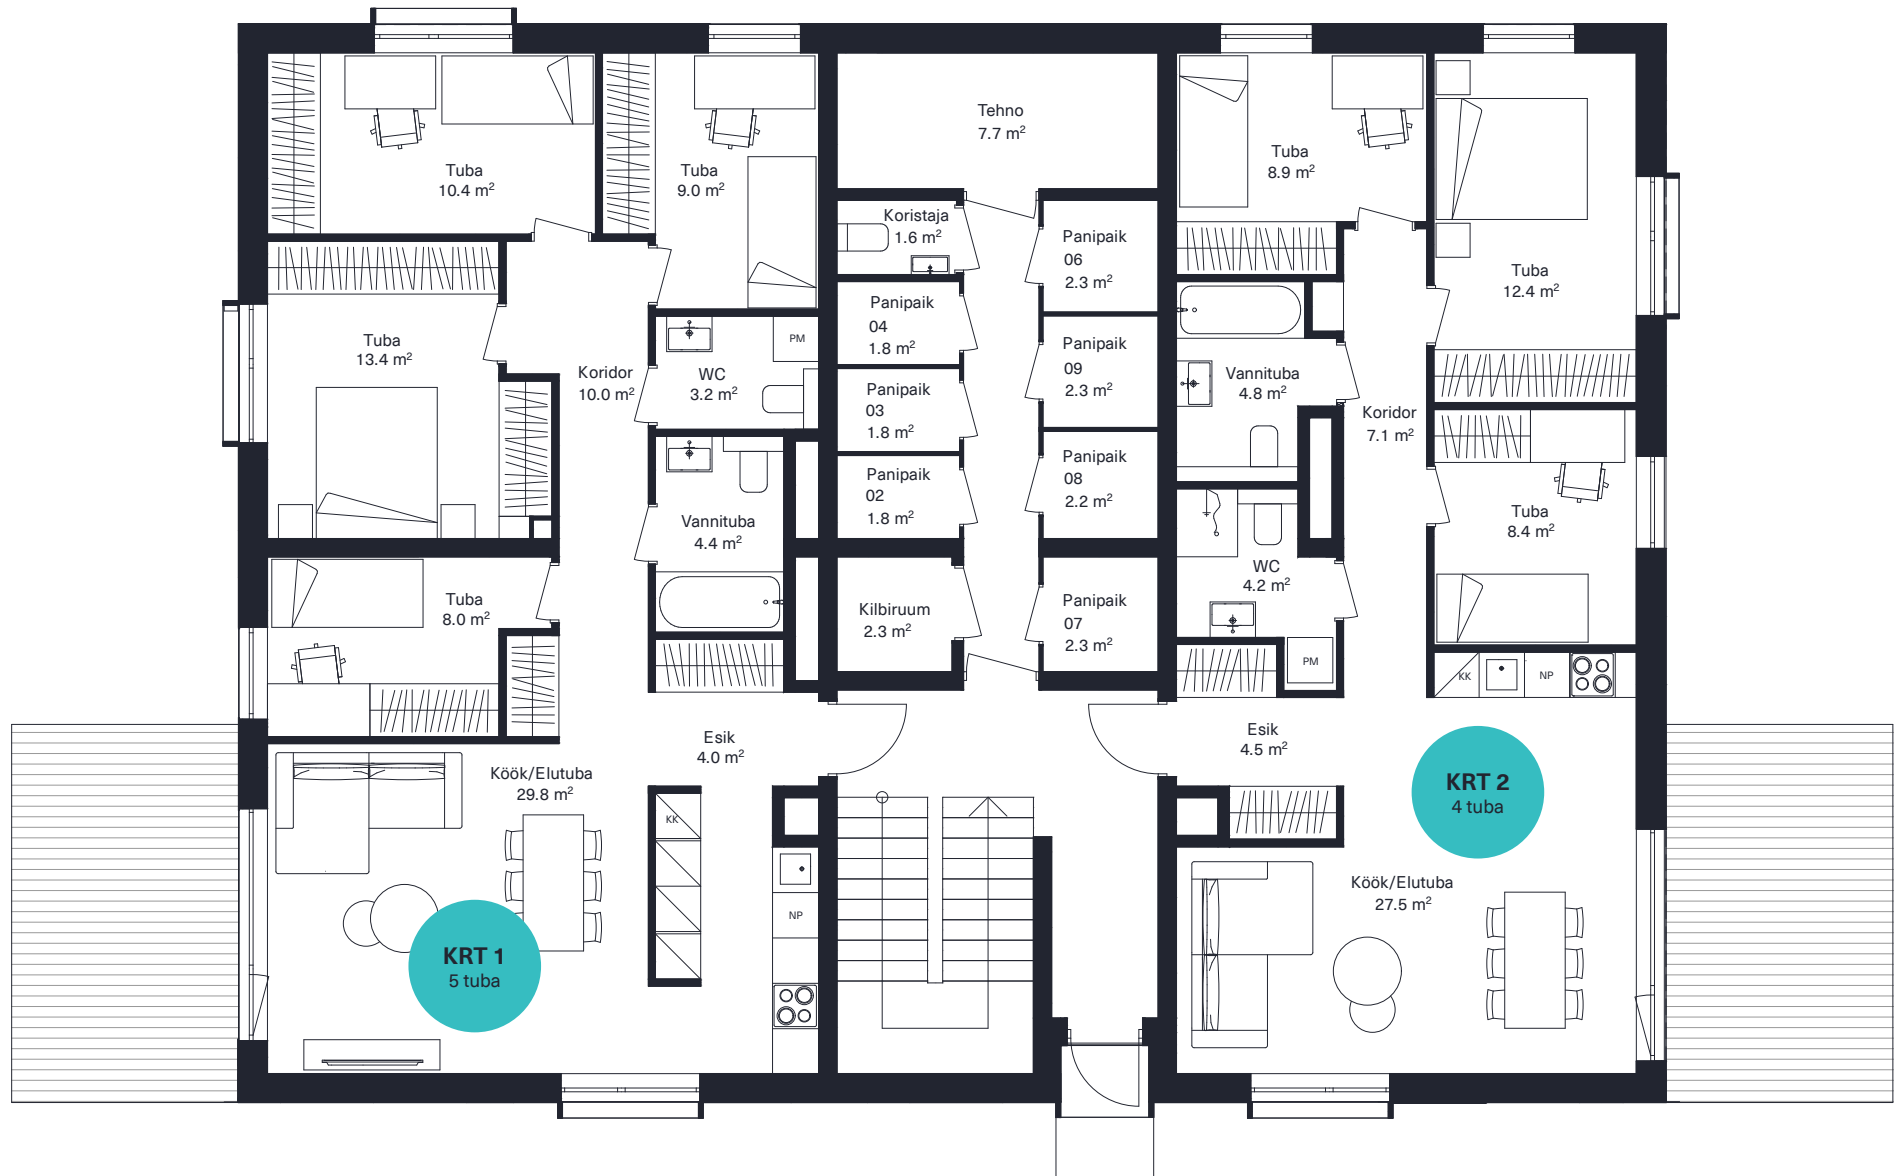 Tuba
10.4 m²
Tuba
9.0 m²
Tehno
7.7 m²
Tuba
8.9 m²
Tuba
12.4 m²
Koristaja
1.6 m²
Panipaik
06
2.3 m²
Panipaik
04
1.8 m²
Panipaik
09
2.3 m²
Tuba
13.4 m²
Koridor
10.0 m²
WC
3.2 m²
PM
Panipaik
03
1.8 m²
Vannituba
4.8 m²
Koridor
7.1 m²
Panipaik
02
1.8 m²
Panipaik
08
2.2 m²
Vannituba
4.4 m²
Tuba
8.4 m²
Tuba
8.0 m²
Kilbiruum
2.3 m²
Panipaik
07
2.3 m²
WC
4.2 m²
PM
KK
NP
Esik
4.0 m²
Esik
4.5 m²
Köök/Elutuba
29.8 m²
KRT 2
4 tuba
KK
NP
Köök/Elutuba
27.5 m²
KRT 1
5 tuba